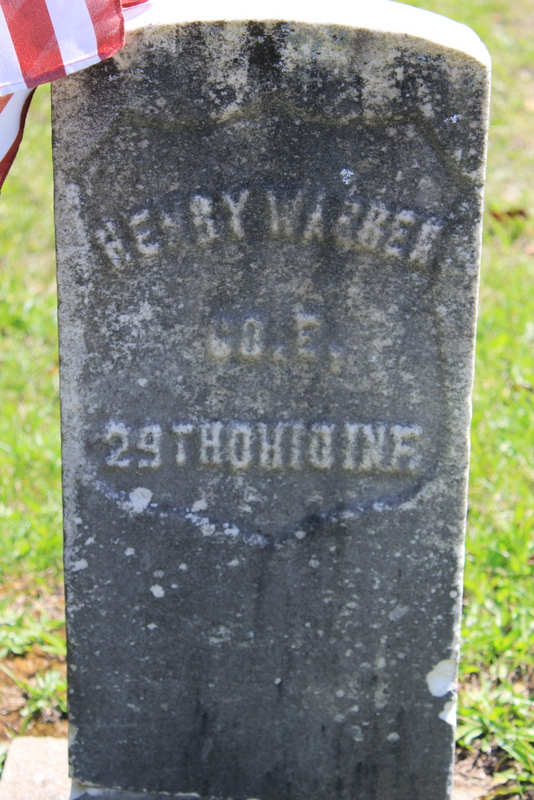 HENRY WARREN
CO. E.
29TH OHIO INF.